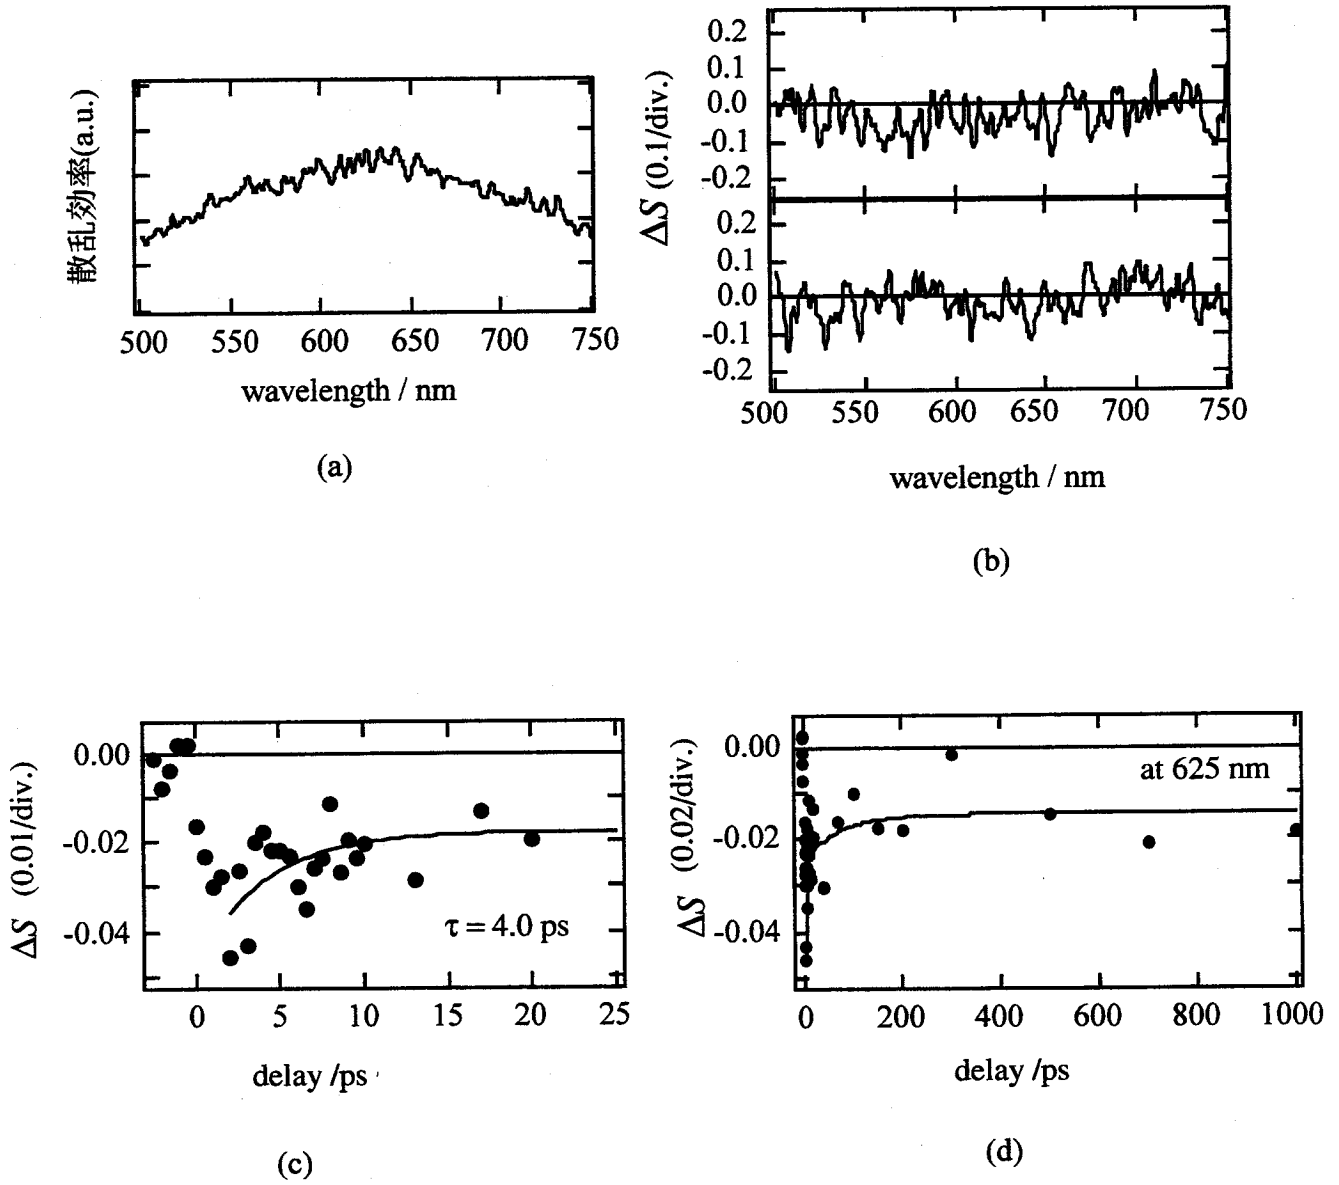 散乱効率(a.u.)
500 550 600 650 700 750
wavelength / nm
(a)
ΔS (0.1/div.)
0.2
0.1
0.0
-0.1
-0.2
0.2
0.1
0.0
-0.1
-0.2
500 550 600 650 700 750
wavelength / nm
(b)
ΔS (0.01/div.)
0.00
-0.02
-0.04
τ = 4.0 ps
0 5 10 15 20 25
delay /ps
(c)
ΔS (0.02/div.)
0.00
-0.02
-0.04
at 625 nm
0 200 400 600 800 1000
delay /ps
(d)